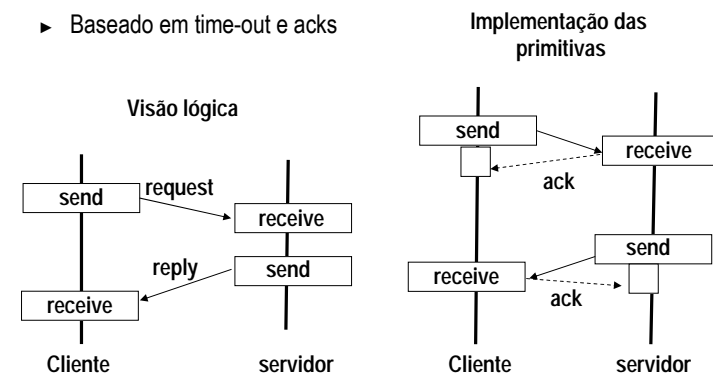 ► Baseado em time-out e acks
Implementação das
primitivas
Visão lógica
send
request
receive
reply
send
receive
Cliente
servidor
send
receive
ack
send
receive
ack
Cliente
servidor